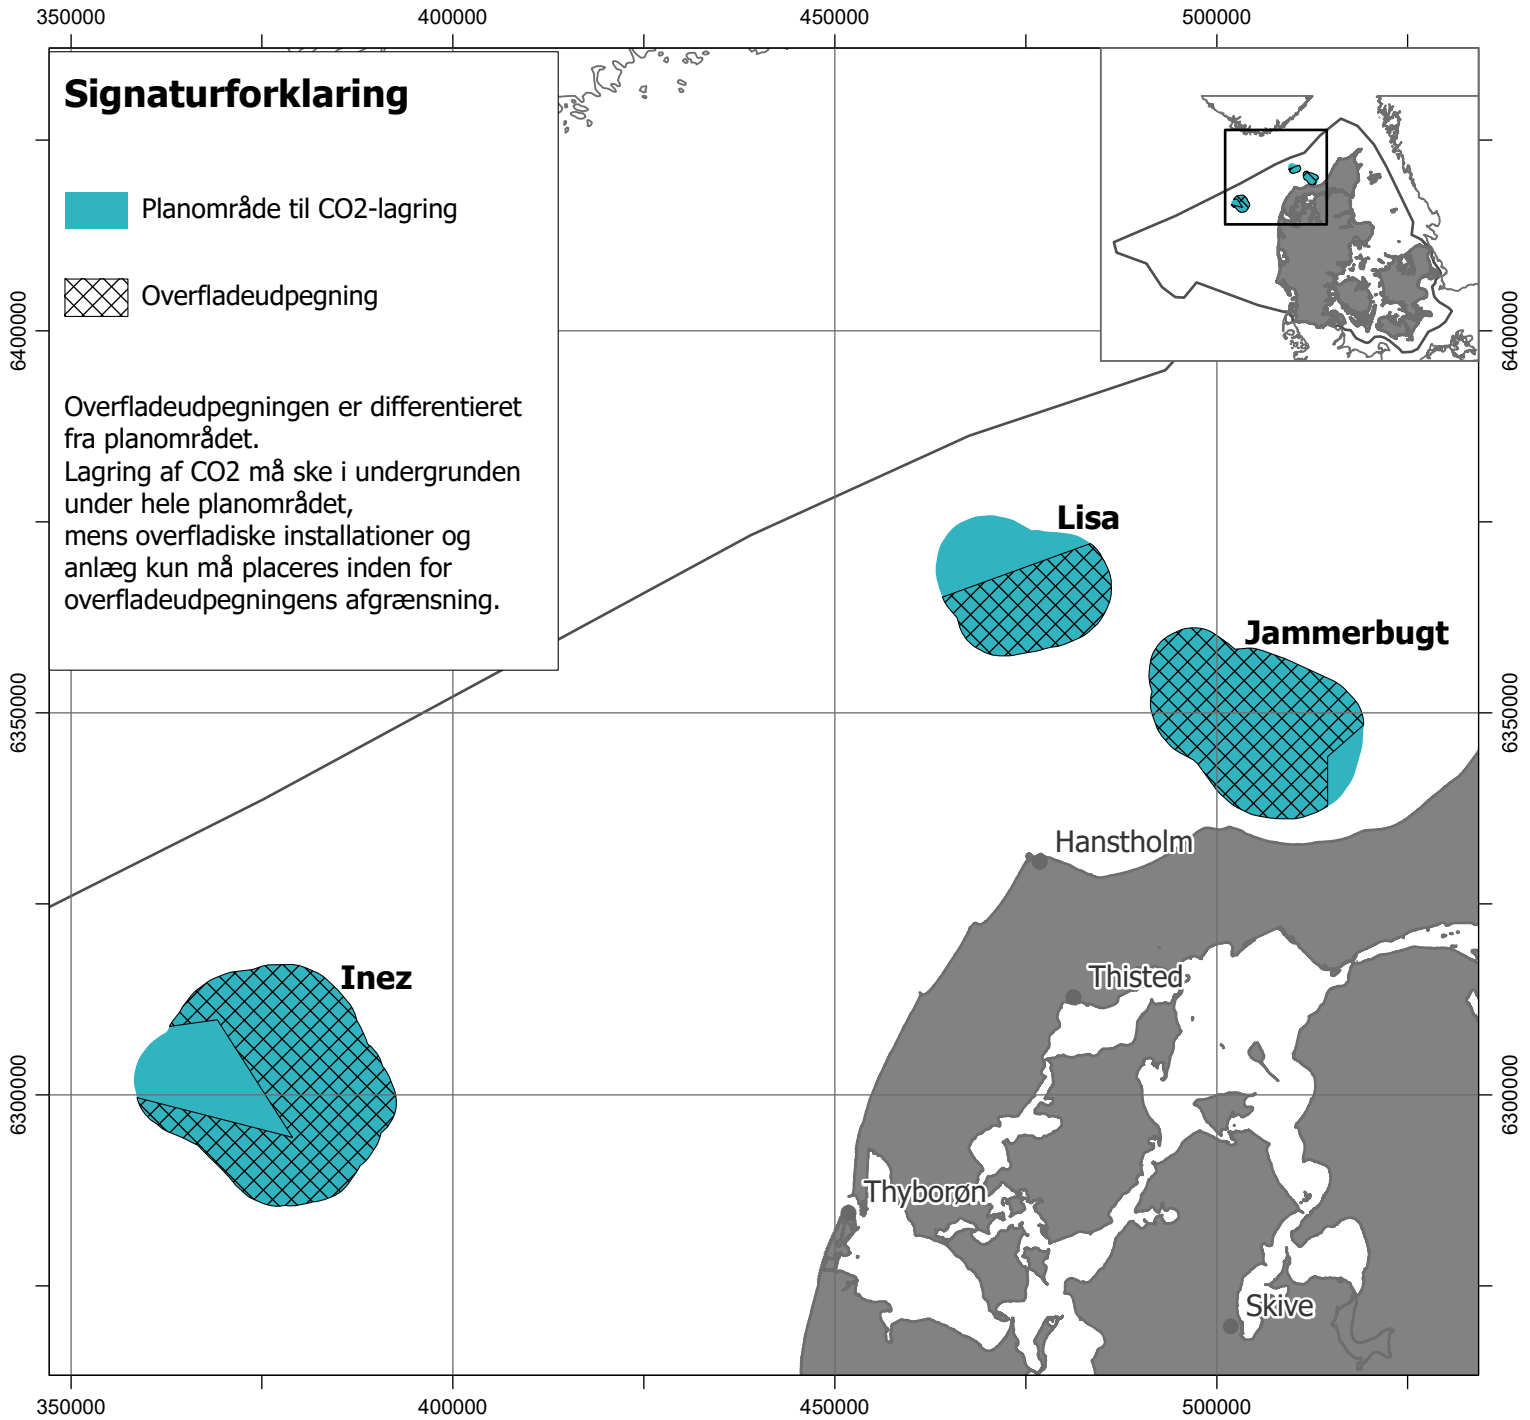 350000
400000
450000
500000
Signaturforklaring
Planområde til CO2-lagring
Overfladeudpegning
Overfladeudpegningen er differentieret
fra planområdet.
Lagring af CO2 må ske i undergrunden
under hele planområdet,
mens overfladiske installationer og
anlæg kun må placeres inden for
overfladeudpegningens afgrænsning.
6400000
6400000
Lisa
Jammerbugt
6350000
6350000
Hanstholm
Inez
Thisted
6300000
6300000
Thyborøn
Skive
350000
400000
450000
500000